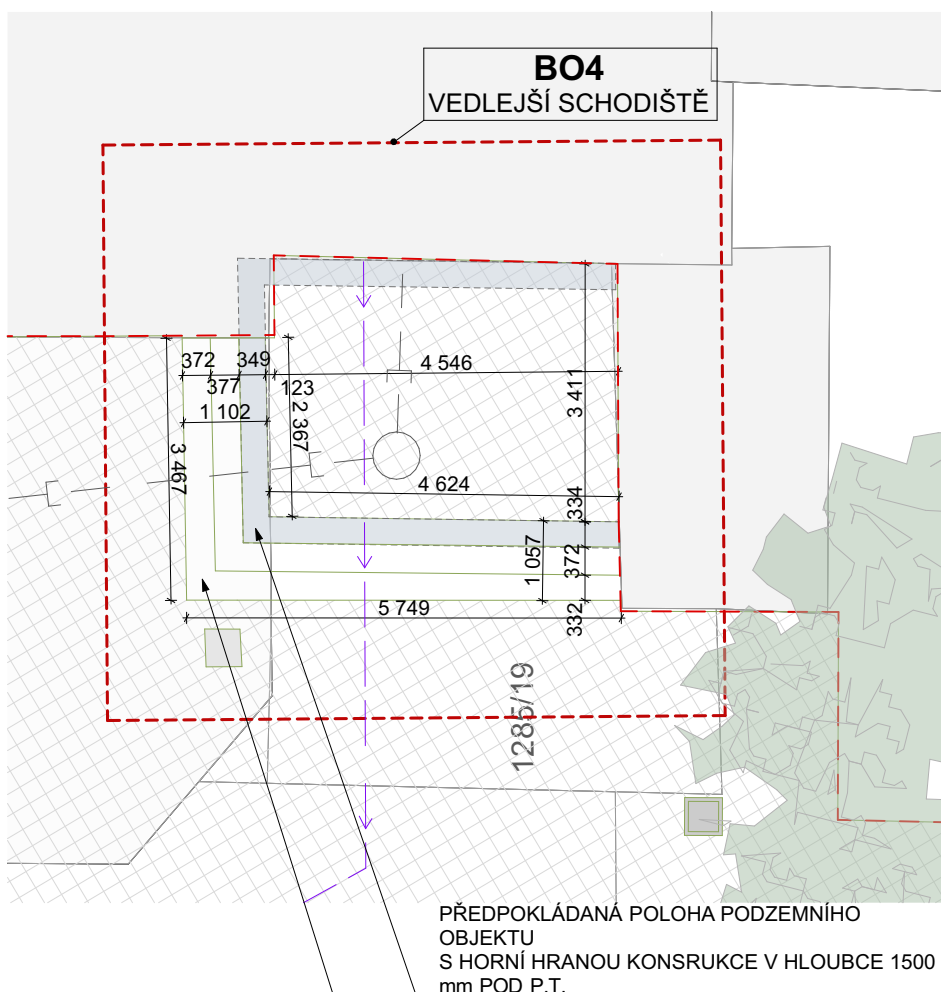 BO4
VEDLEJŠÍ SCHODIŠTĚ
372
349
4 546
377
123
1 102
2 367
3 411
3 467
4 624
334
1 057
372
5 749
332
1285/19
PŘEDPOKLÁDANÁ POLOHA PODZEMNÍHO
OBJEKTU
S HORNÍ HRANOU KONSRUKCE V HLOUBCE 1500
mm POD P.T.